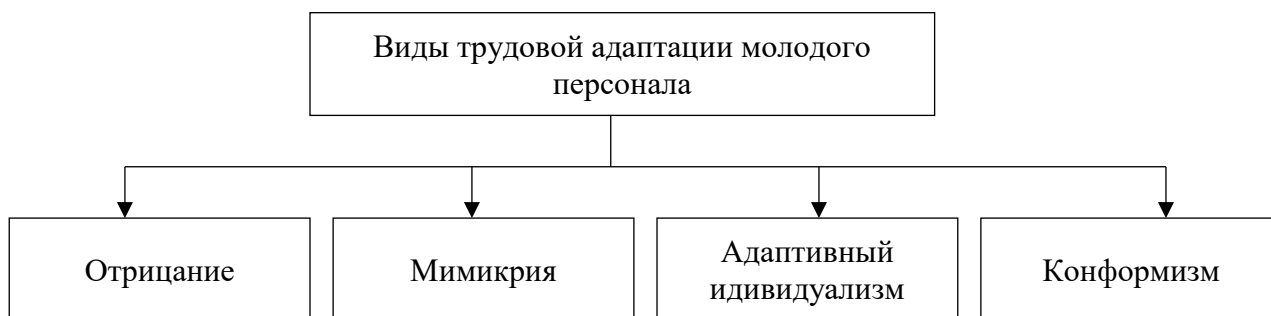 Виды трудовой адаптации молодого
персонала
Отрицание
Мимикрия
Адаптивный
идивидуализм
Конформизм